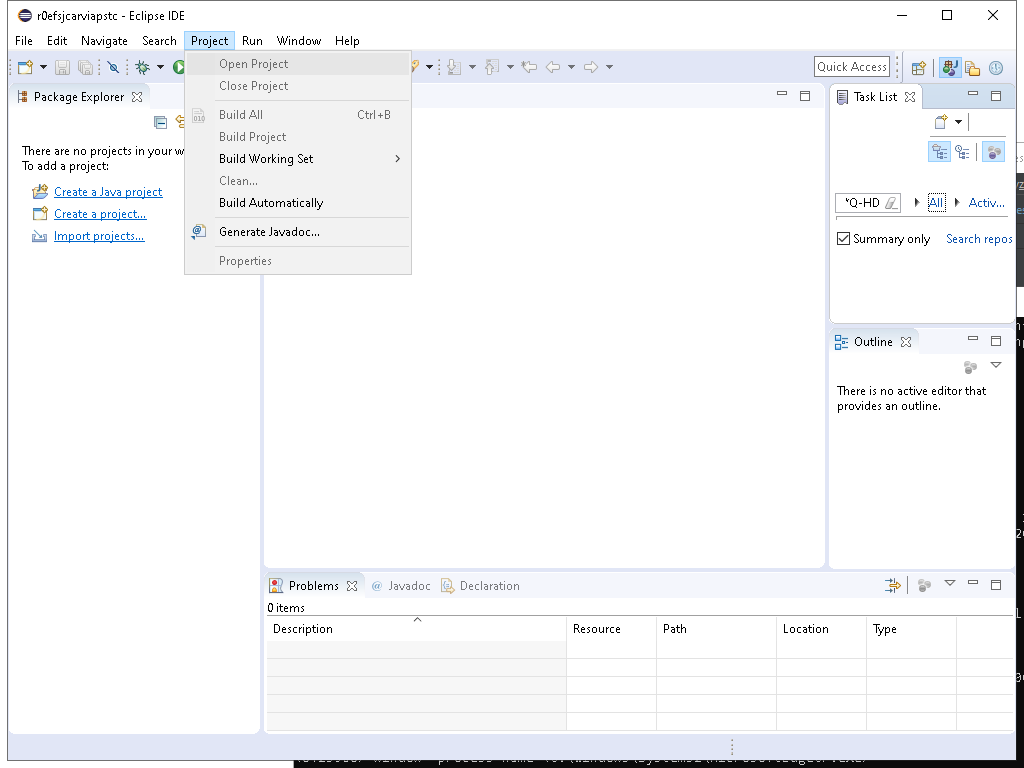 r0efsjcarviapstc - Eclipse IDE
File Edit Navigate Search Project Run Window Help
Open Project
Close Project
Build All Ctrl+B
Build Project
Build Working Set
Clean...
Build Automatically
Generate Javadoc...
Properties
Quick Access
Package Explorer
There are no projects in your w
To add a project:
Create a Java project
Create a project...
Import projects...
Task List
*Q-HD All Activ...
Summary only Search repos
Outline
There is no active editor that
provides an outline.
Problems Javadoc Declaration
0 items
Description Resource Path Location Type